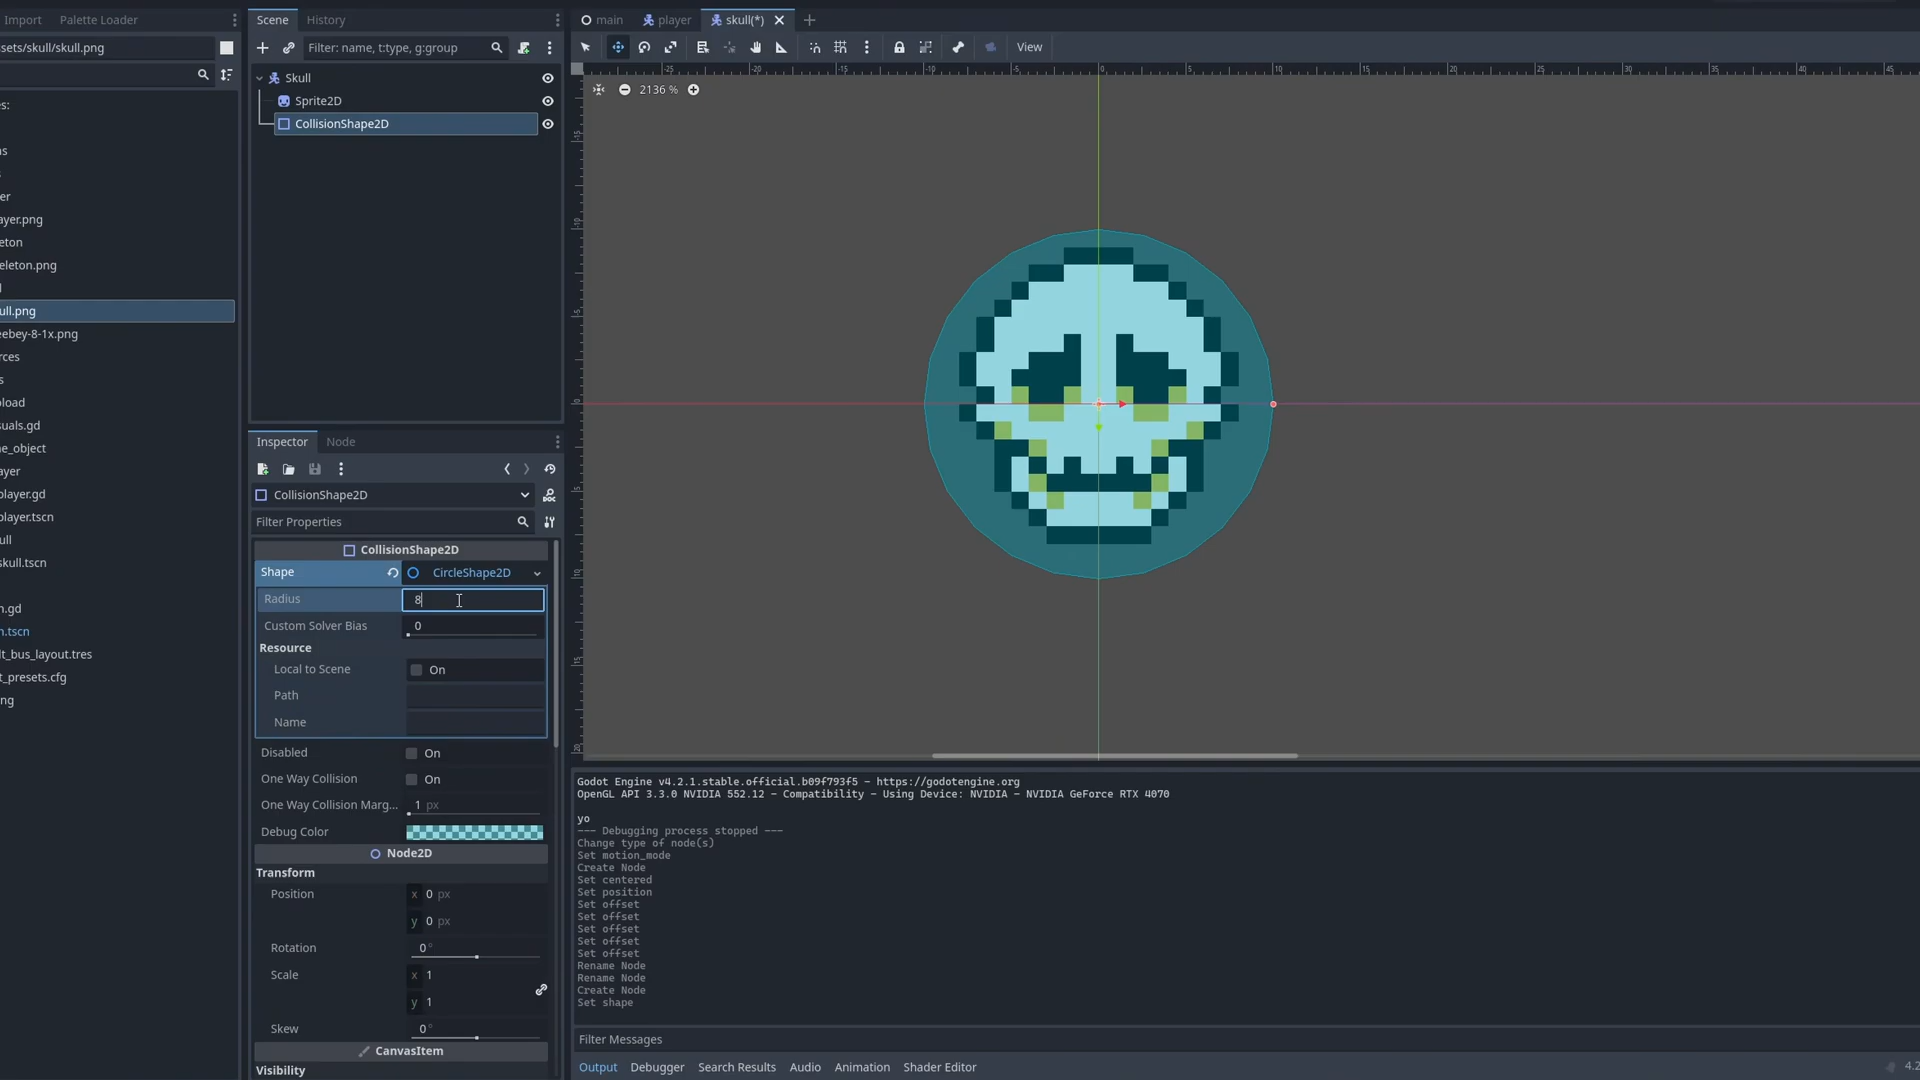 Import
Palette Loader
sets/skull/skull.png
es:
s
er
ayer.png
eton
eleton.png
ull.png
eebey-8-1x.png
rces
s
oad
suals.gd
ne_object
ayer
player.gd
player.tscn
ull
skull.tscn
n.gd
n.tscn
lt_bus_layout.tres
t_presets.cfg
ng
Scene
History
Filter: name, t:type, g:group
Skull
Sprite2D
CollisionShape2D
Inspector
Node
CollisionShape2D
Filter Properties
CollisionShape2D
Shape
CircleShape2D
Radius
8
Custom Solver Bias
0
Resource
Local to Scene
On
Path
Name
Disabled
On
One Way Collision
On
One Way Collision Marg...
1 px
Debug Color
Node2D
Transform
Position
x 0 px
y 0 px
Rotation
0°
Scale
x 1
y 1
Skew
0°
CanvasItem
Visibility
main
player
skull(*)
View
2136 %
Godot Engine v4.2.1.stable.official.b09f793f5 - https://godotengine.org
OpenGL API 3.3.0 NVIDIA 552.12 - Compatibility - Using Device: NVIDIA - NVIDIA GeForce RTX 4070
yo
--- Debugging process stopped ---
Change type of node(s)
Set motion_mode
Create Node
Set centered
Set position
Set offset
Set offset
Set offset
Set offset
Set offset
Rename Node
Rename Node
Create Node
Set shape
Filter Messages
Output
Debugger
Search Results
Audio
Animation
Shader Editor
4.2